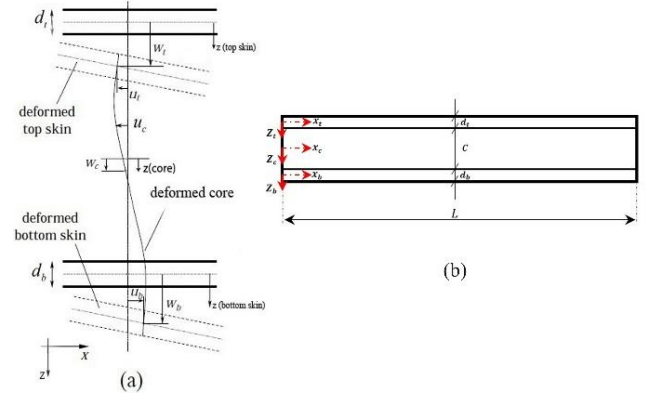 d_t
w_t
z (top skin)
u_t
deformed
top skin
u_c
w_c
z(core)
deformed core
deformed
bottom skin
d_b
u_b
w_b
z (bottom skin)
X
Z
(a)
x_t
d_t
z_t
x_c
c
z_c
x_b
d_b
z_b
L
(b)